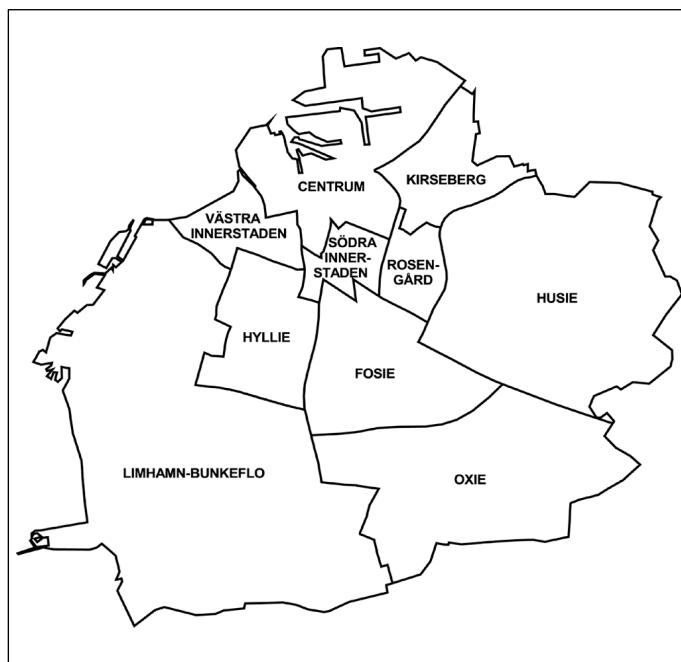 CENTRUM
KIRSEBERG
VÄSTRA
INNERSTADEN
SÖDRA
INNER-
STADEN
ROSEN-
GÅRD
HUSIE
HYLLIE
FOSIE
LIMHAMN-BUNKEFLO
OXIE